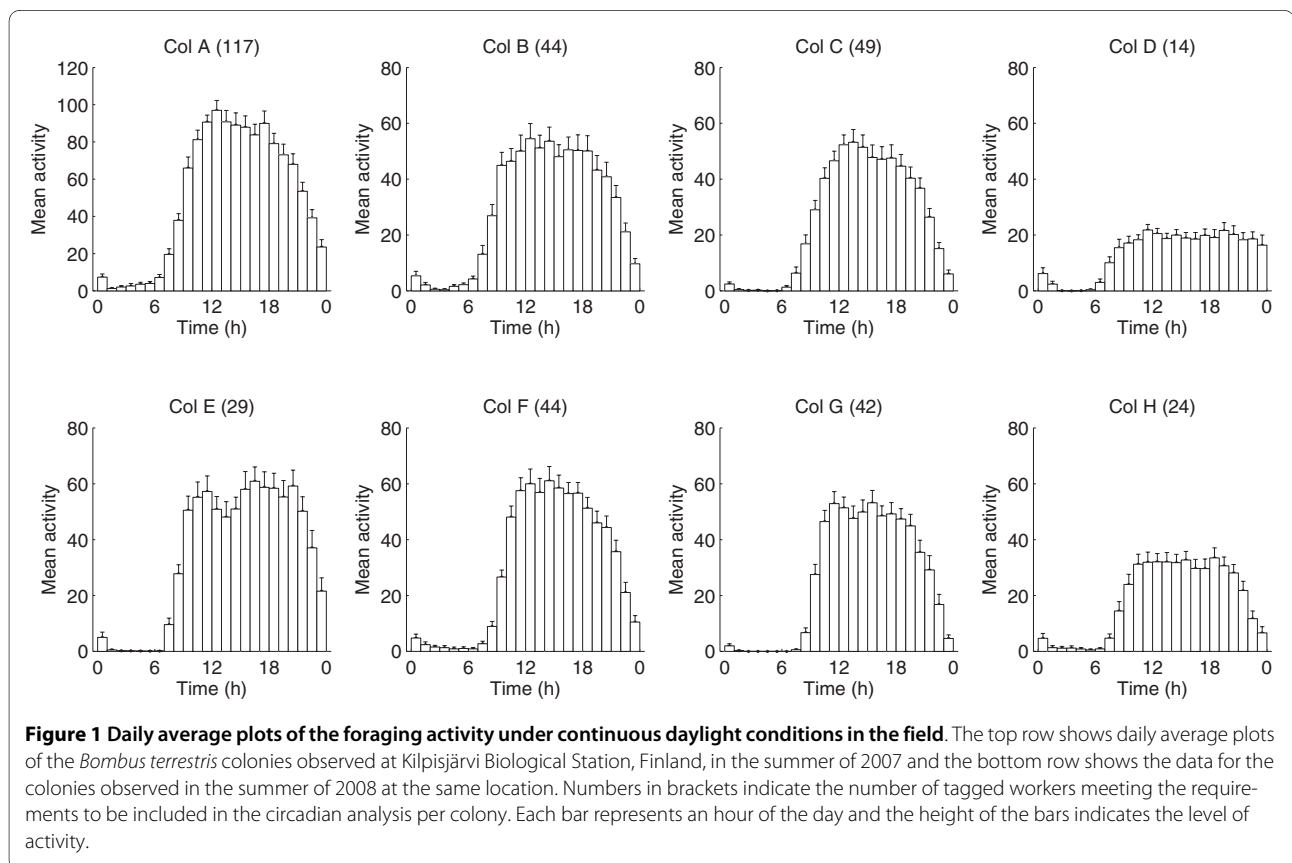 Col A (117)
Col B (44)
Col C (49)
Col D (14)
120
100
80
60
40
20
0
Mean activity
0 6 12 18 0
Time (h)
80
60
40
20
0
Mean activity
0 6 12 18 0
Time (h)
80
60
40
20
0
Mean activity
0 6 12 18 0
Time (h)
80
60
40
20
0
Mean activity
0 6 12 18 0
Time (h)
Col E (29)
Col F (44)
Col G (42)
Col H (24)
80
60
40
20
0
Mean activity
0 6 12 18 0
Time (h)
80
60
40
20
0
Mean activity
0 6 12 18 0
Time (h)
80
60
40
20
0
Mean activity
0 6 12 18 0
Time (h)
80
60
40
20
0
Mean activity
0 6 12 18 0
Time (h)
Figure 1 Daily average plots of the foraging activity under continuous daylight conditions in the field. The top row shows daily average plots
of the Bombus terrestris colonies observed at Kilpisjärvi Biological Station, Finland, in the summer of 2007 and the bottom row shows the data for the
colonies observed in the summer of 2008 at the same location. Numbers in brackets indicate the number of tagged workers meeting the require-
ments to be included in the circadian analysis per colony. Each bar represents an hour of the day and the height of the bars indicates the level of
activity.